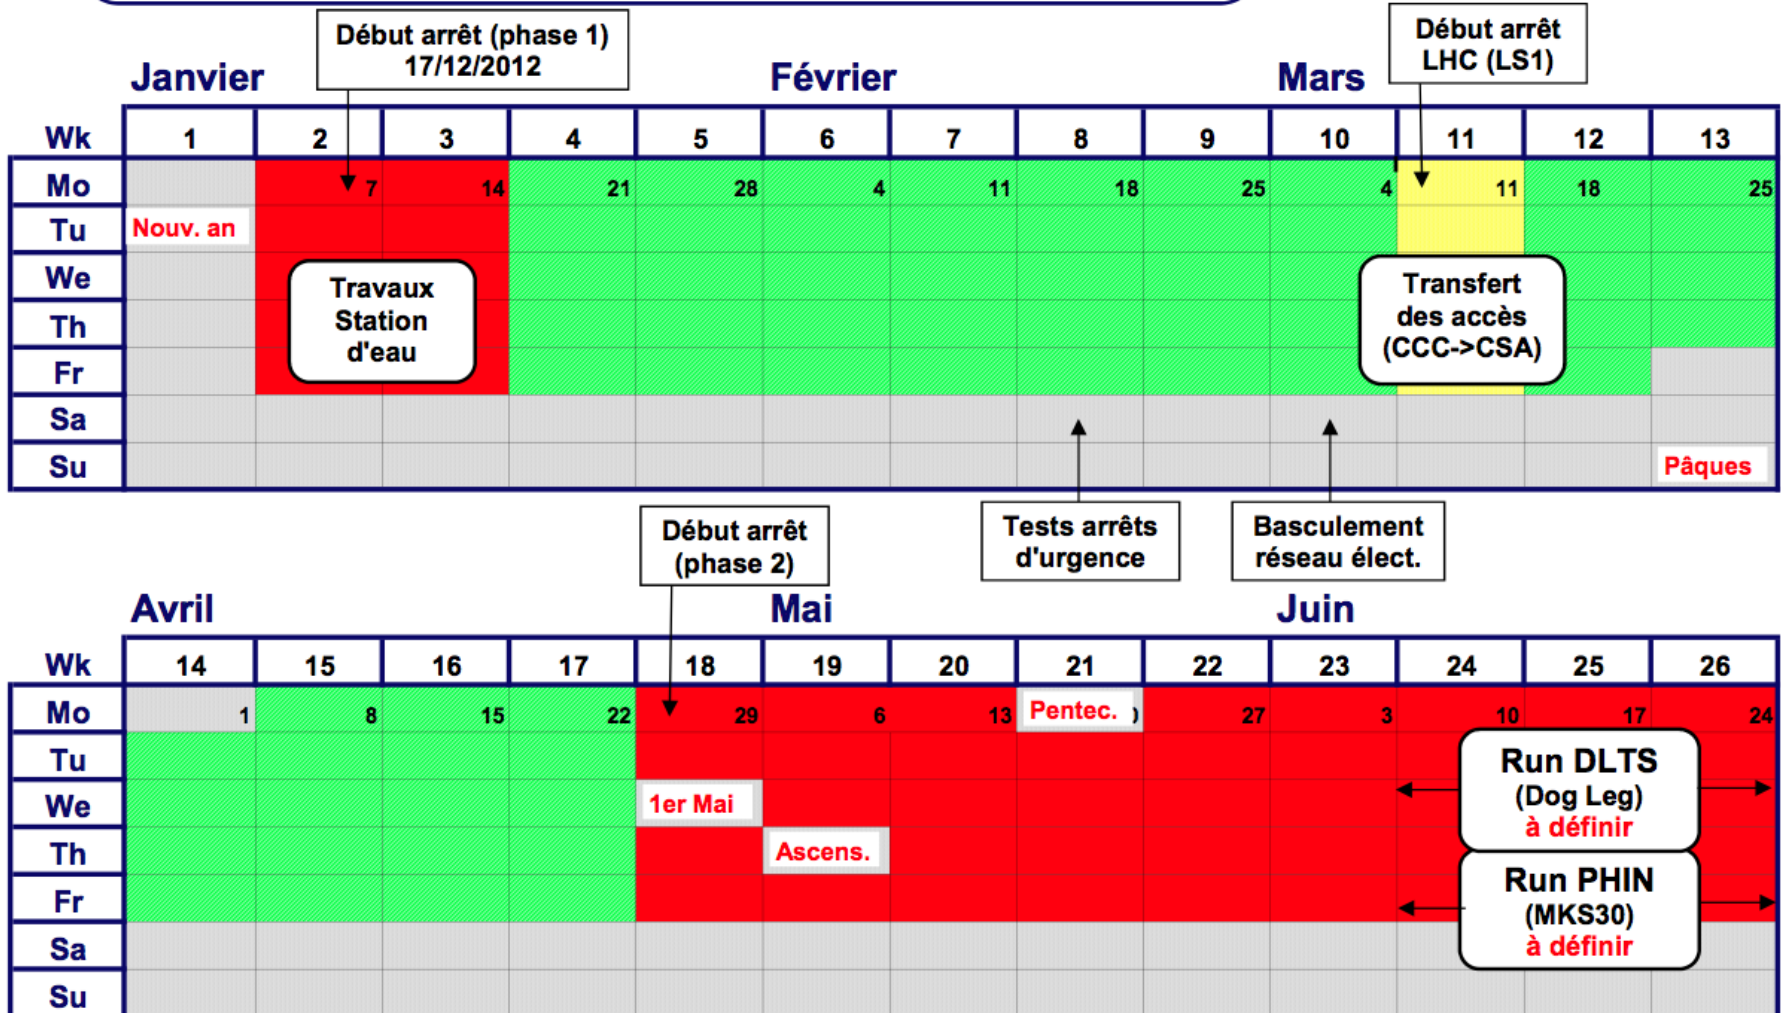 Début arrêt (phase 1)
17/12/2012
Début arrêt
LHC (LS1)
Janvier Février Mars
Wk 1 2 3 4 5 6 7 8 9 10 11 12 13
Mo 7 14 21 28 4 11 18 25 4 11 18 25
Tu Nouv. an
We
Th
Fr
Sa
Su Pâques
Travaux
Station
d'eau
Transfert
des accès
(CCC->CSA)
Début arrêt
(phase 2)
Tests arrêts
d'urgence
Basculement
réseau élect.
Avril Mai Juin
Wk 14 15 16 17 18 19 20 21 22 23 24 25 26
Mo 1 8 15 22 29 6 13 Pentec. 27 3 10 17 24
Tu
We 1er Mai
Th Ascens.
Fr
Sa
Su
Run DLTS
(Dog Leg)
à définir
Run PHIN
(MKS30)
à définir